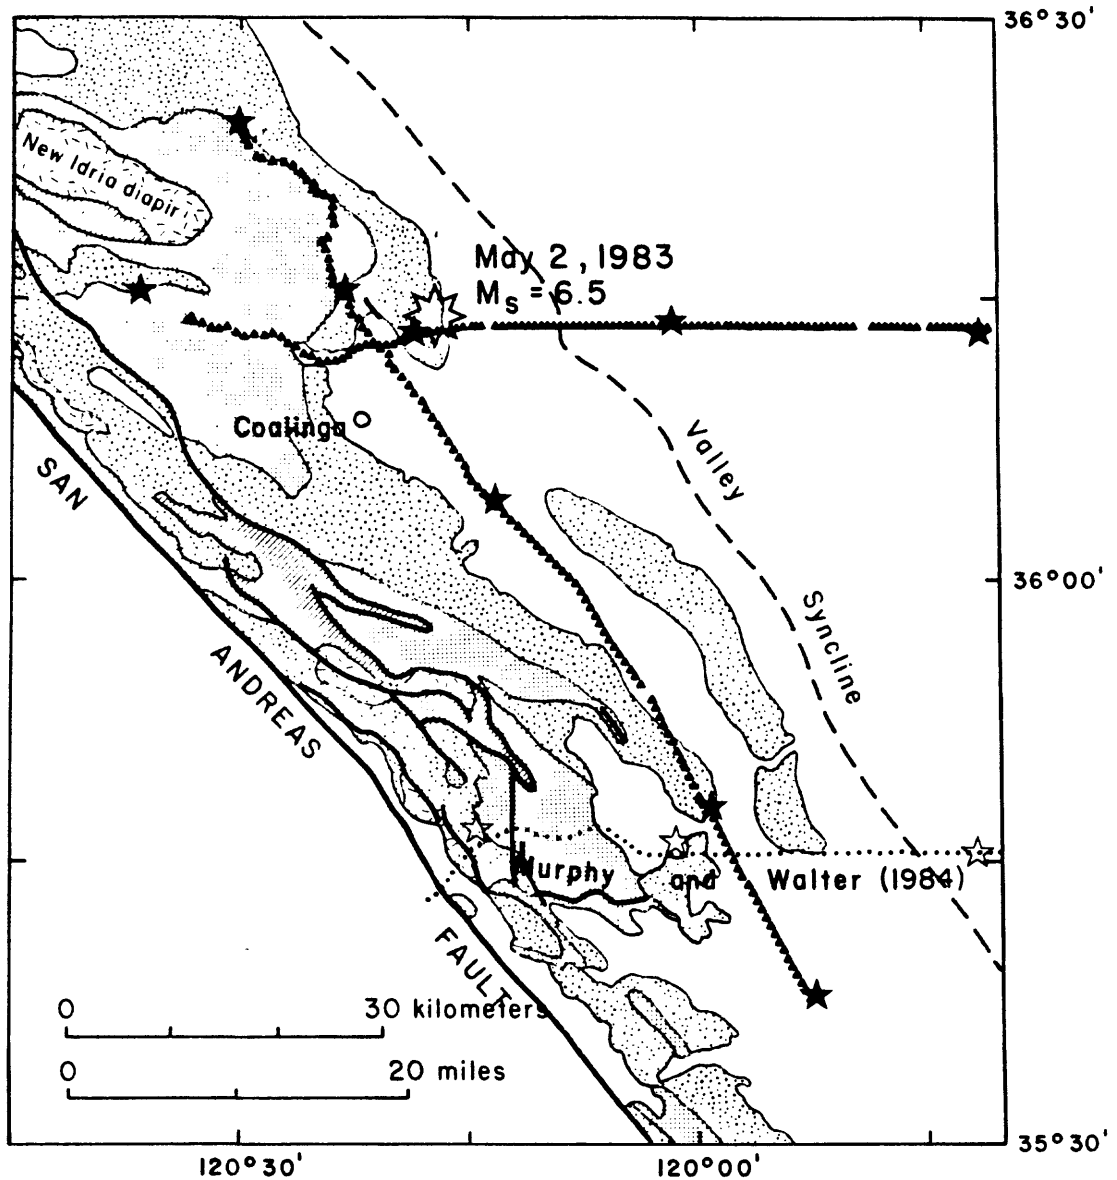 36°30'
New Idria diapir
May 2, 1983
Ms = 6.5
Coalinga
Valley
Syncline
SAN
ANDREAS
FAULT
36°00'
Murphy and Walter (1984)
0 30 kilometers
0 20 miles
35°30'
120°30' 120°00'